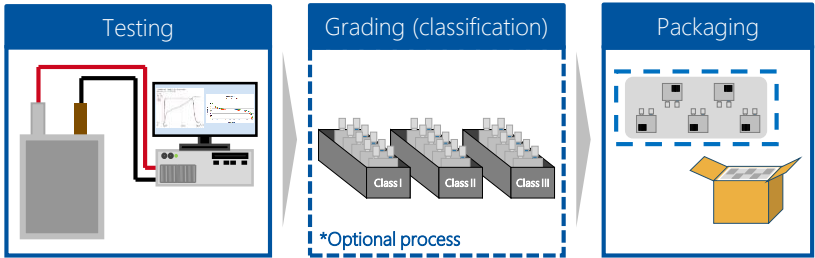 Testing
Grading (classification)
Packaging
Class I
Class II
Class III
*Optional process